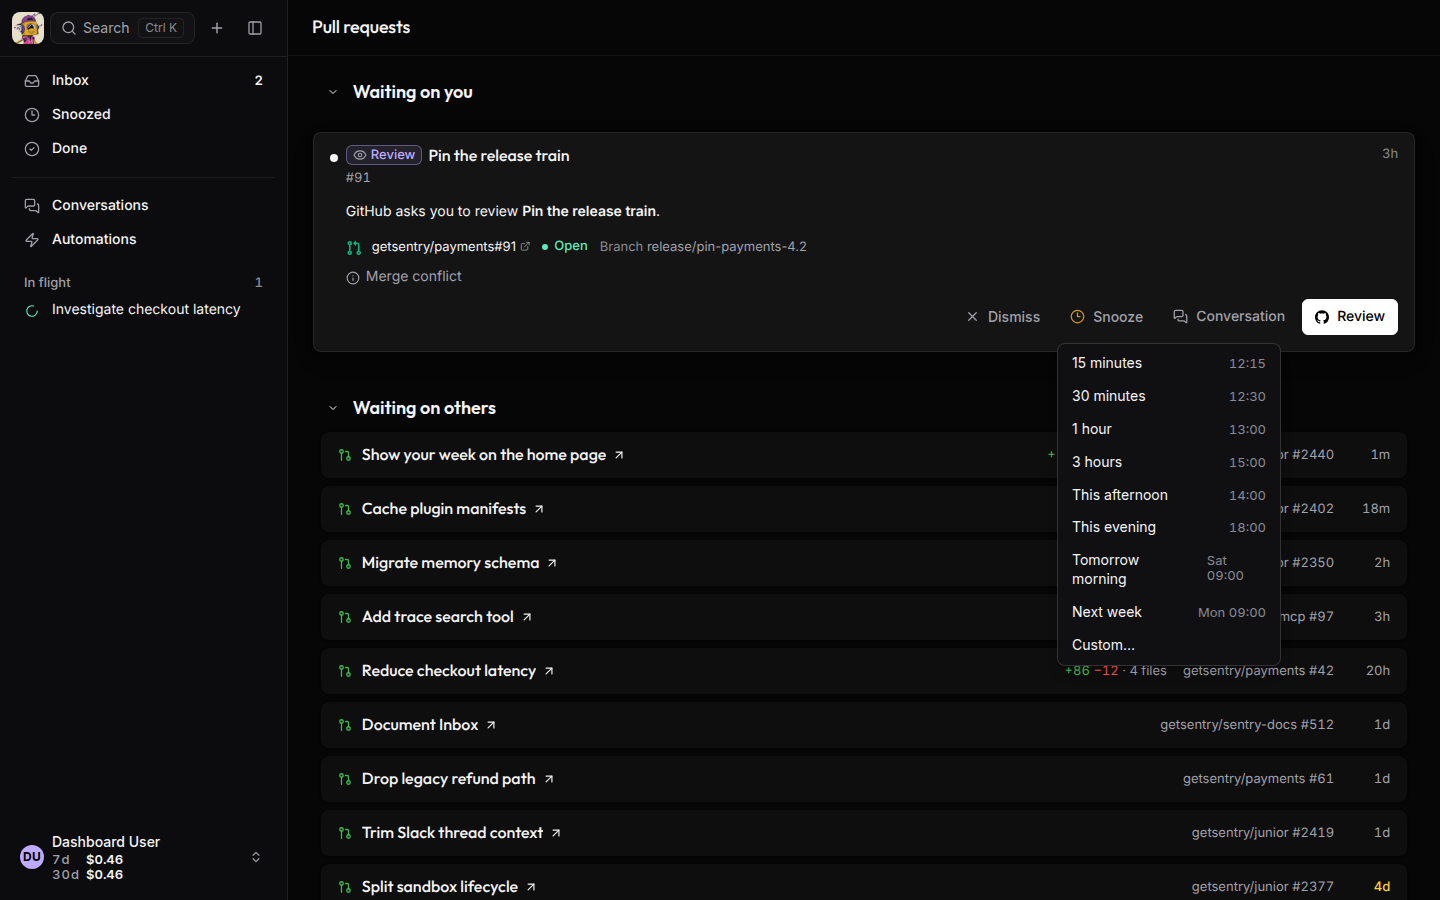 Search Ctrl K
Inbox 2
Snoozed
Done
Conversations
Automations
In flight 1
Investigate checkout latency
DU
Dashboard User
7d $0.46
30d $0.46
Pull requests
Waiting on you
Review Pin the release train 3h
#91
GitHub asks you to review Pin the release train.
getsentry/payments#91 Open Branch release/pin-payments-4.2
Merge conflict
Dismiss Snooze Conversation Review
15 minutes 12:15
30 minutes 12:30
1 hour 13:00
3 hours 15:00
This afternoon 14:00
This evening 18:00
Tomorrow morning Sat 09:00
Next week Mon 09:00
Custom...
Waiting on others
Show your week on the home page + #2440 1m
Cache plugin manifests #2402 18m
Migrate memory schema #2350 2h
Add trace search tool #97 3h
Reduce checkout latency +86 −12 · 4 files getsentry/payments #42 20h
Document Inbox getsentry/sentry-docs #512 1d
Drop legacy refund path getsentry/payments #61 1d
Trim Slack thread context getsentry/junior #2419 1d
Split sandbox lifecycle getsentry/junior #2377 4d